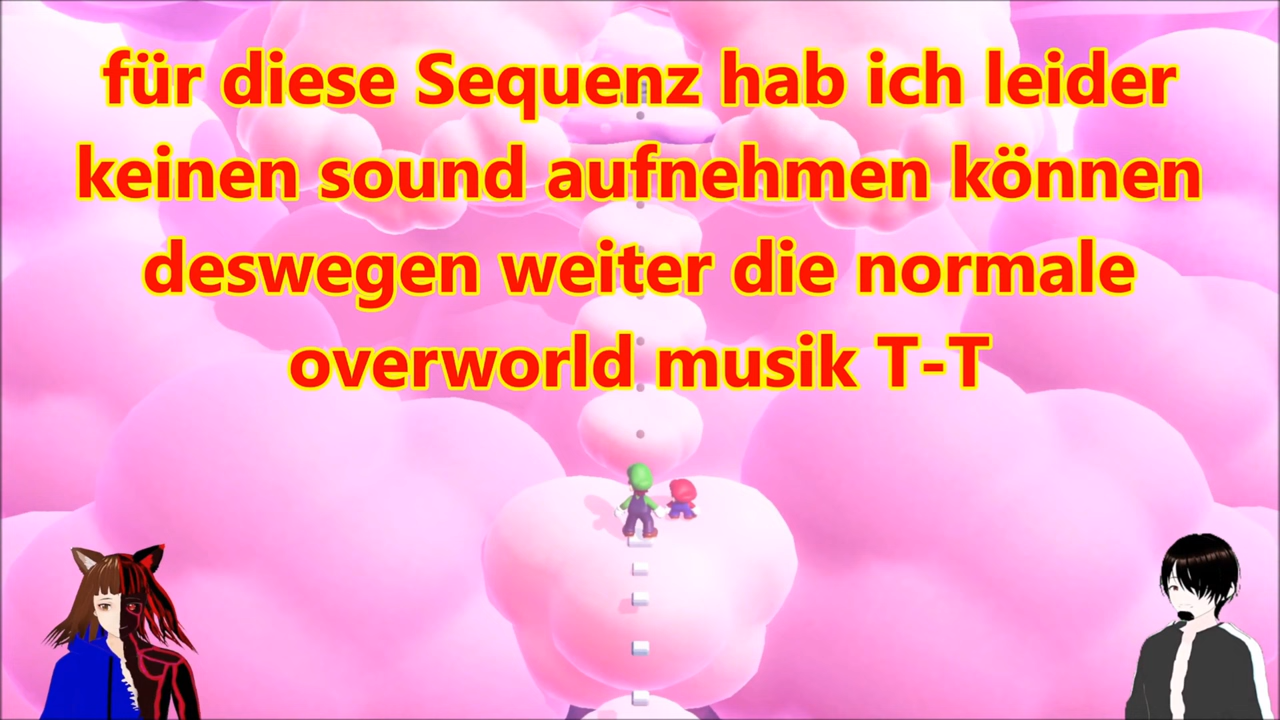 für diese Sequenz hab ich leider
keinen sound aufnehmen können
deswegen weiter die normale
overworld musik T-T